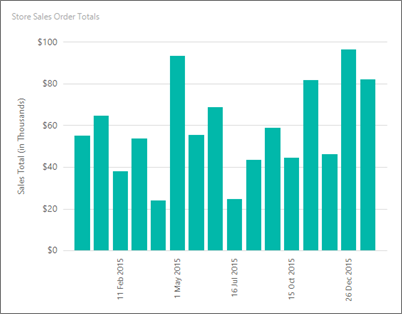 Store Sales Order Totals
$100
$80
$60
$40
$20
$0
Sales Total (in Thousands)
11 Feb 2015
1 May 2015
16 Jul 2015
15 Oct 2015
26 Dec 2015